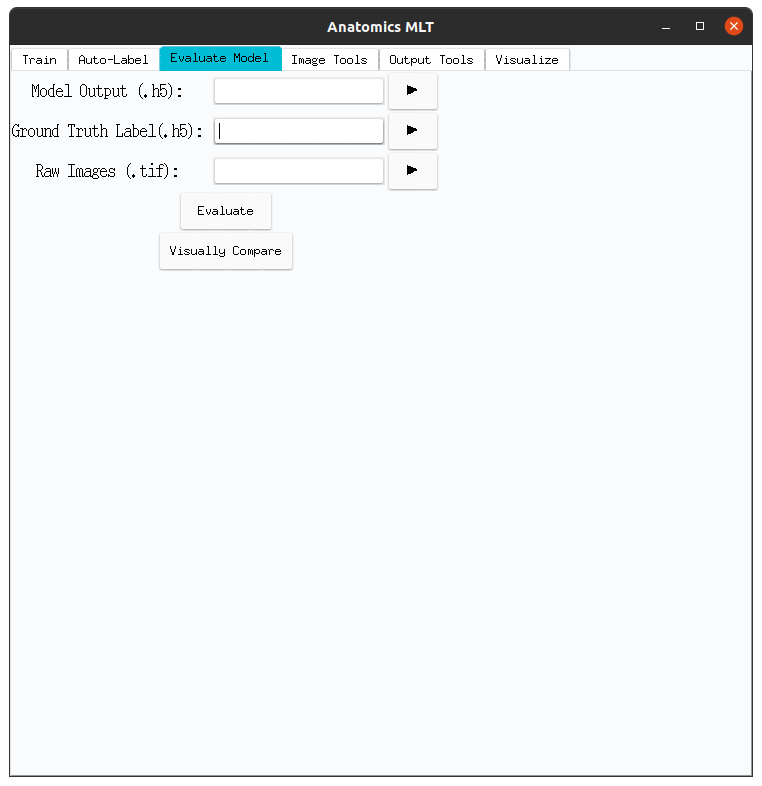 Anatomics MLT
Train Auto-Label Evaluate Model Image Tools Output Tools Visualize
Model Output (.h5):
Ground Truth Label(.h5):
Raw Images (.tif):
Evaluate
Visually Compare